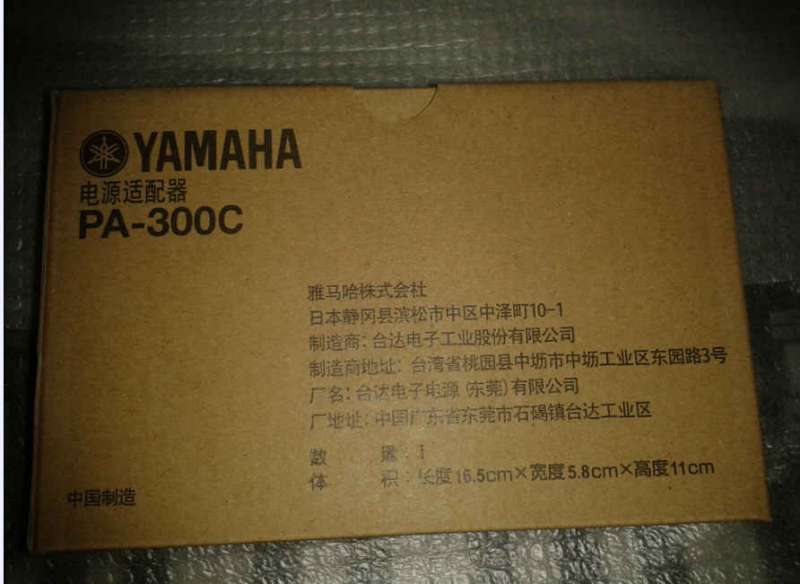 YAMAHA
电源适配器
PA-300C
雅马哈株式会社
日本静冈县滨松市中区中泽町10-1
制造商：台达电子工业股份有限公司
制造商地址：台湾省桃园县中坜市中坜工业区东园路3号
厂名：台达电子电源（东莞）有限公司
厂地址：中国广东省东莞市石碣镇台达工业区
数 量：1
体 积：长度16.5cm×宽度5.8cm×高度11cm
中国制造